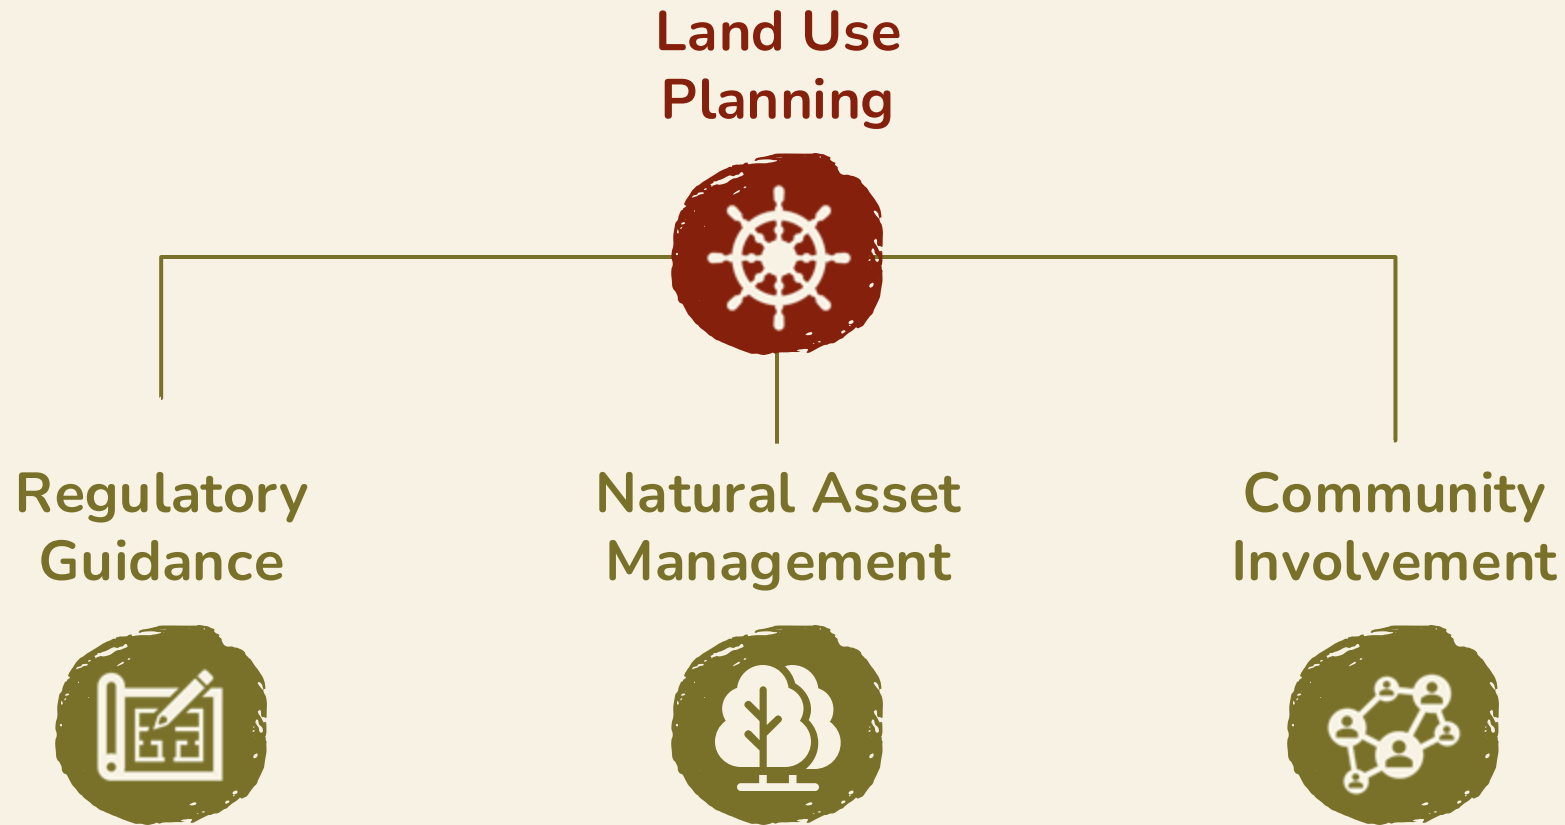 Land Use
Planning
Regulatory
Guidance
Natural Asset
Management
Community
Involvement